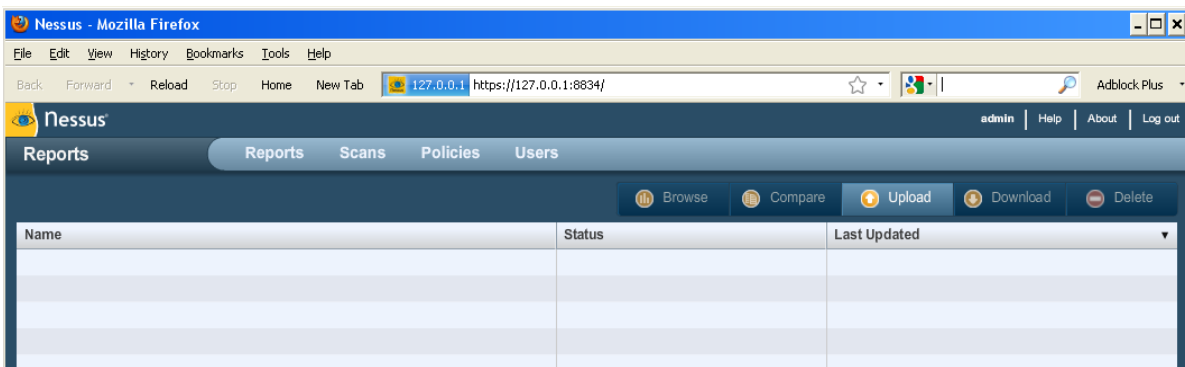 Nessus - Mozilla Firefox
File Edit View History Bookmarks Tools Help
Back Forward Reload Stop Home New Tab 127.0.0.1 https://127.0.0.1:8834/ Adblock Plus
Nessus admin Help About Log out
Reports Reports Scans Policies Users
Browse Compare Upload Download Delete
Name Status Last Updated